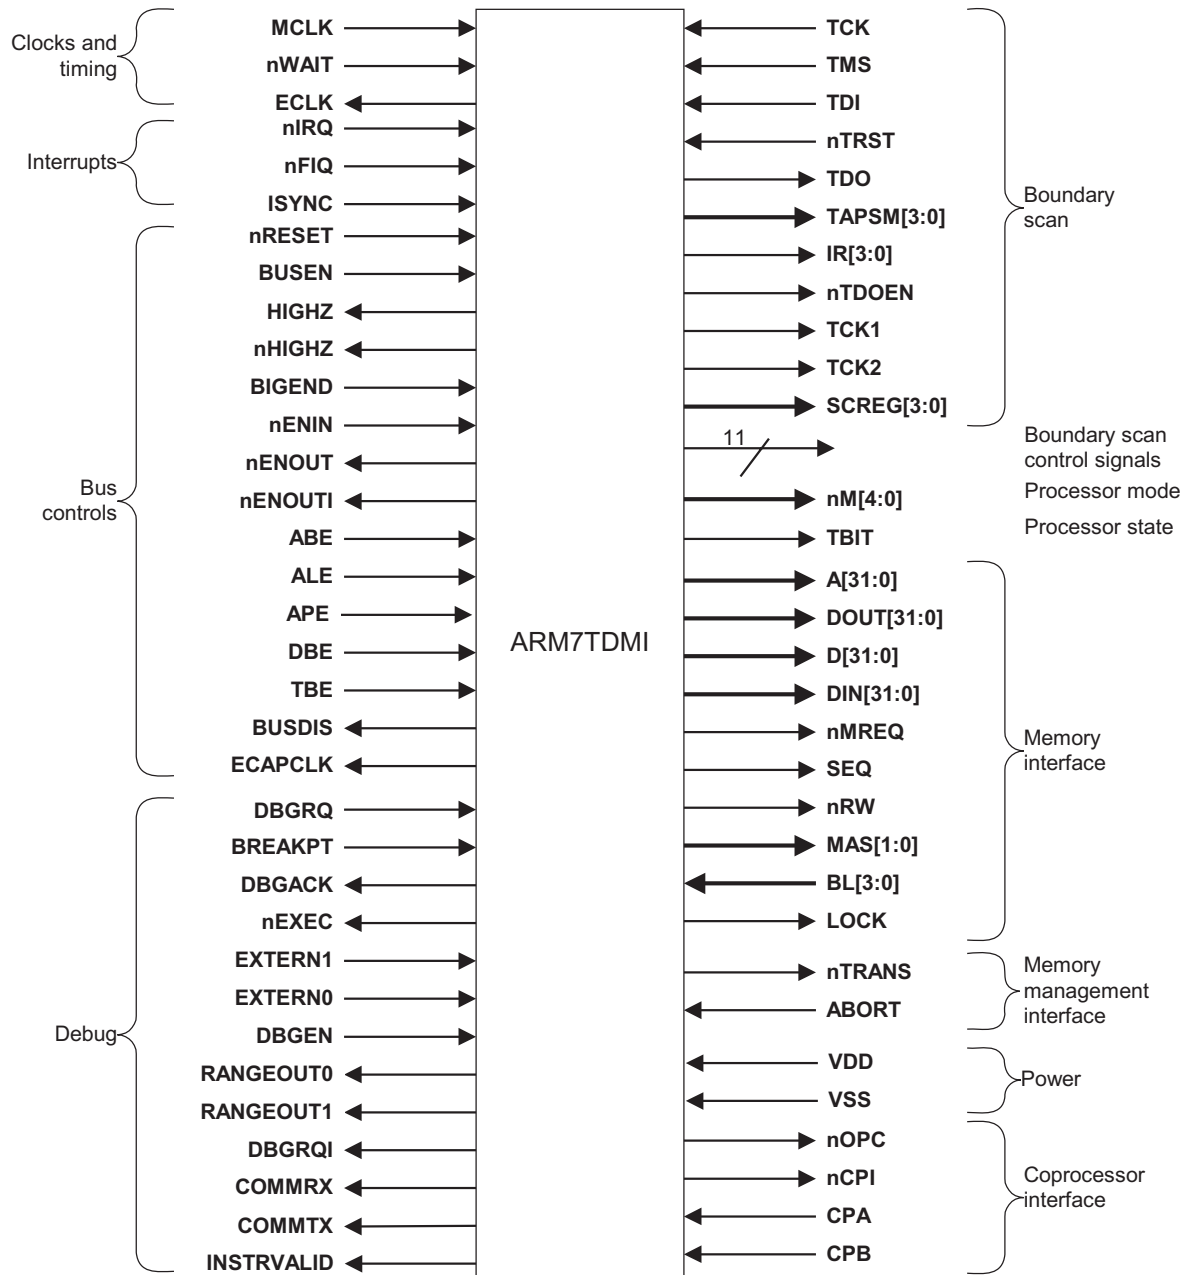 Clocks and
timing
MCLK
nWAIT
ECLK
Interrupts
nIRQ
nFIQ
ISYNC
Bus
controls
nRESET
BUSEN
HIGHZ
nHIGHZ
BIGEND
nENIN
nENOUT
nENOUTI
ABE
ALE
APE
DBE
TBE
BUSDIS
ECAPCLK
Debug
DBGRQ
BREAKPT
DBGACK
nEXEC
EXTERN1
EXTERN0
DBGEN
RANGEOUT0
RANGEOUT1
DBGRQI
COMMRX
COMMTX
INSTRVALID
ARM7TDMI
TCK
TMS
TDI
nTRST
TDO
TAPSM[3:0]
IR[3:0]
nTDOEN
TCK1
TCK2
SCREG[3:0]
Boundary
scan
11
Boundary scan
control signals
nM[4:0]
Processor mode
TBIT
Processor state
A[31:0]
DOUT[31:0]
D[31:0]
DIN[31:0]
nMREQ
SEQ
nRW
MAS[1:0]
BL[3:0]
LOCK
Memory
interface
nTRANS
ABORT
Memory
management
interface
VDD
VSS
Power
nOPC
nCPI
CPA
CPB
Coprocessor
interface